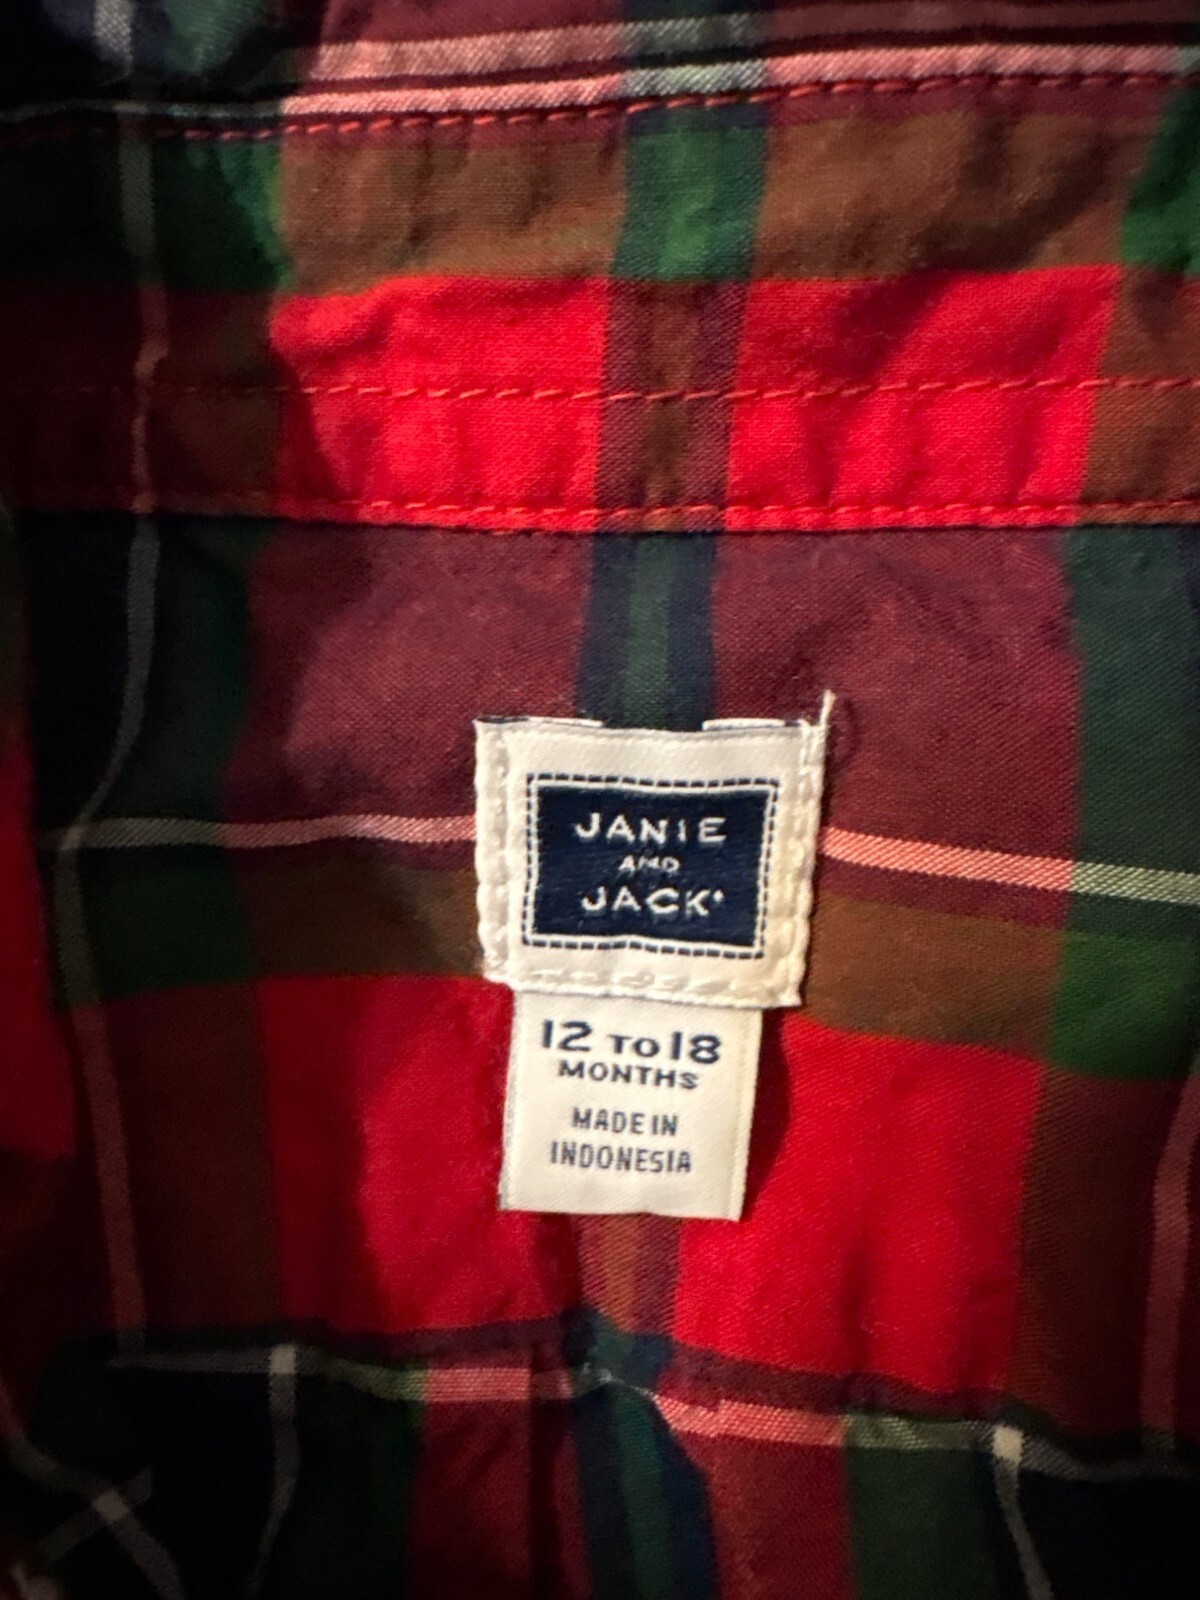 JANIE
AND
JACK
12 TO 18
MONTHS
MADE IN
INDONESIA